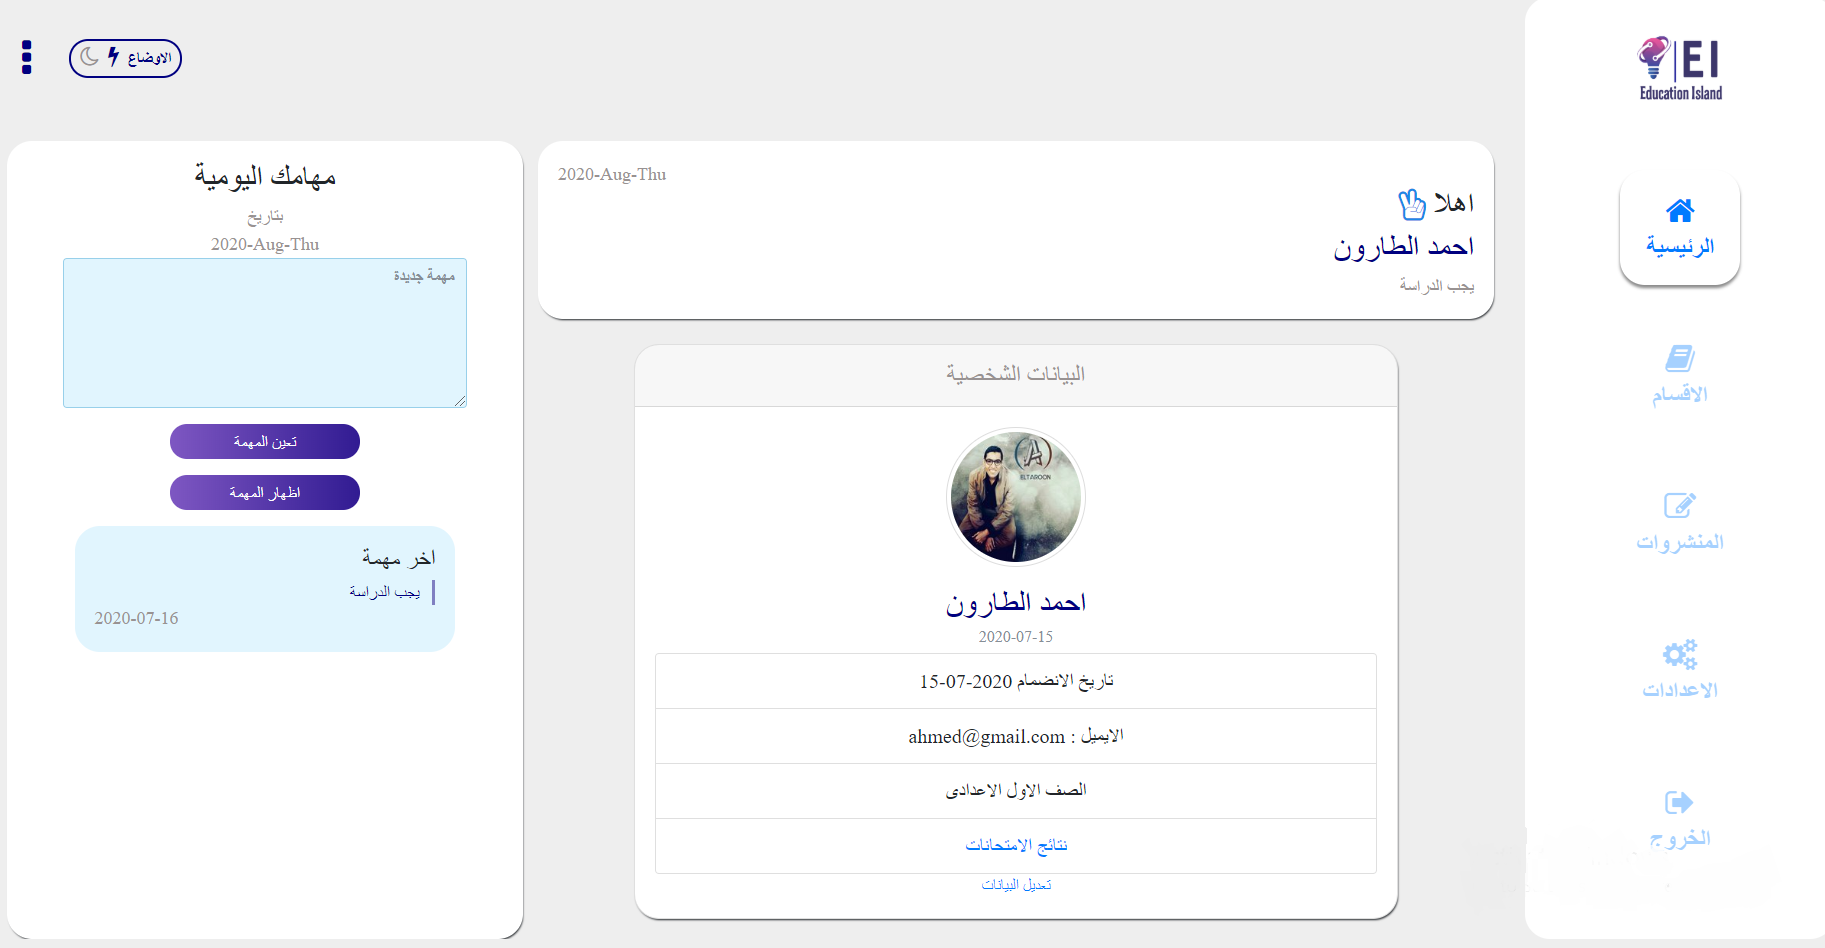 EI
Education Island
الرئيسية
الاقسام
المنشروات
الاعدادات
الخروج
الاوضاع
2020-Aug-Thu
اهلا
احمد الطارون
يجب الدراسة
البيانات الشخصية
ELTAROON
احمد الطارون
2020-07-15
تاريخ الانضمام 2020-07-15
الايميل : ahmed@gmail.com
الصف الاول الاعدادى
نتائج الامتحانات
تعديل البيانات
مهامك اليومية
بتاريخ
2020-Aug-Thu
مهمة جديدة
تعين المهمة
اظهار المهمة
اخر مهمة
يجب الدراسة
2020-07-16